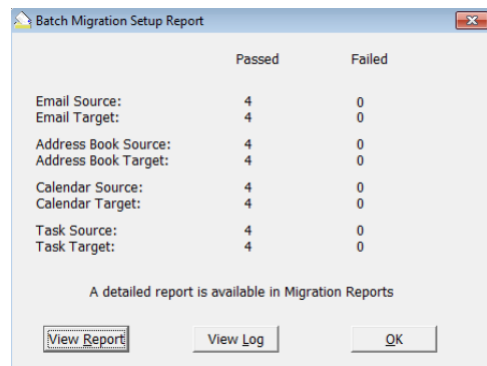 Batch Migration Setup Report
Passed Failed
Email Source: 4 0
Email Target: 4 0
Address Book Source: 4 0
Address Book Target: 4 0
Calendar Source: 4 0
Calendar Target: 4 0
Task Source: 4 0
Task Target: 4 0
A detailed report is available in Migration Reports
View Report View Log OK